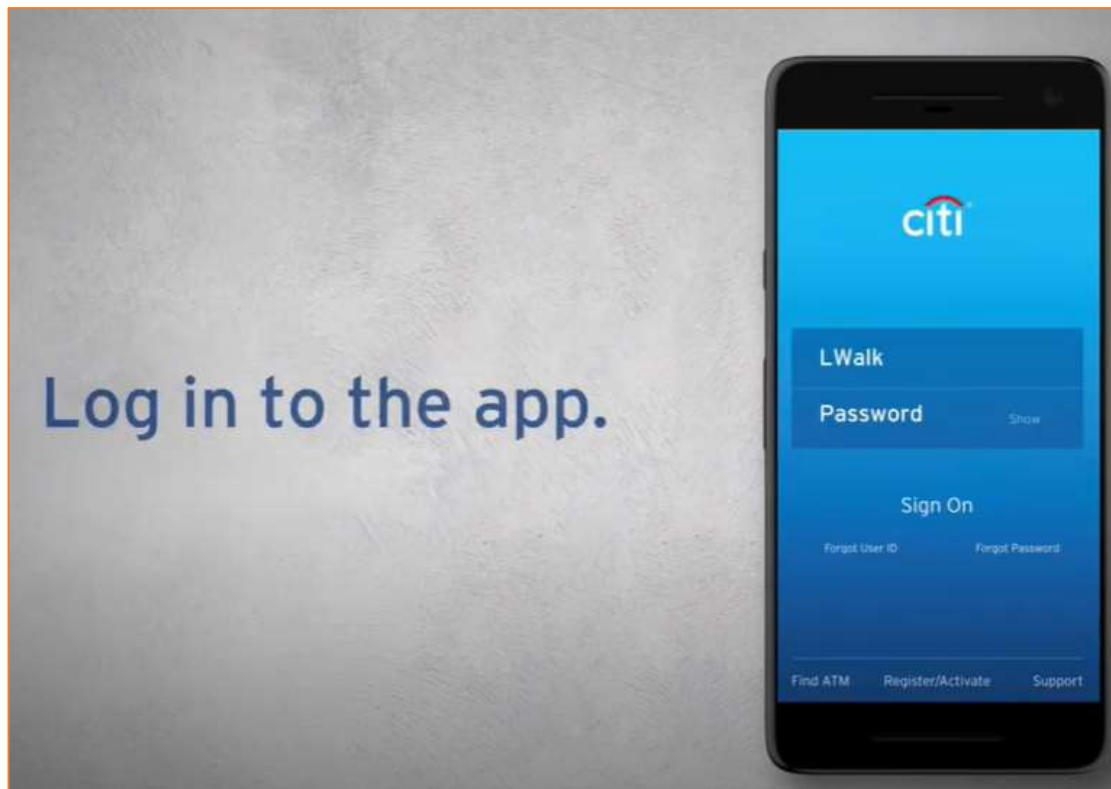 Log in to the app.
citi
LWalk
Password Show
Sign On
Forgot User ID Forgot Password
Find ATM Register/Activate Support